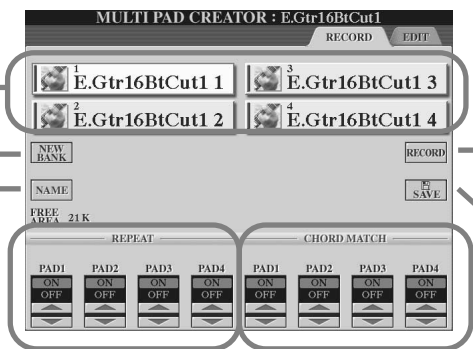 MULTI PAD CREATOR : E.Gtr16BtCut1
RECORD EDIT
1 E.Gtr16BtCut1 1 3 E.Gtr16BtCut1 3
2 E.Gtr16BtCut1 2 4 E.Gtr16BtCut1 4
NEW BANK RECORD
NAME SAVE
FREE AREA 21 K
REPEAT CHORD MATCH
PAD1 PAD2 PAD3 PAD4 PAD1 PAD2 PAD3 PAD4
ON ON ON ON ON ON ON ON
OFF OFF OFF OFF OFF OFF OFF OFF